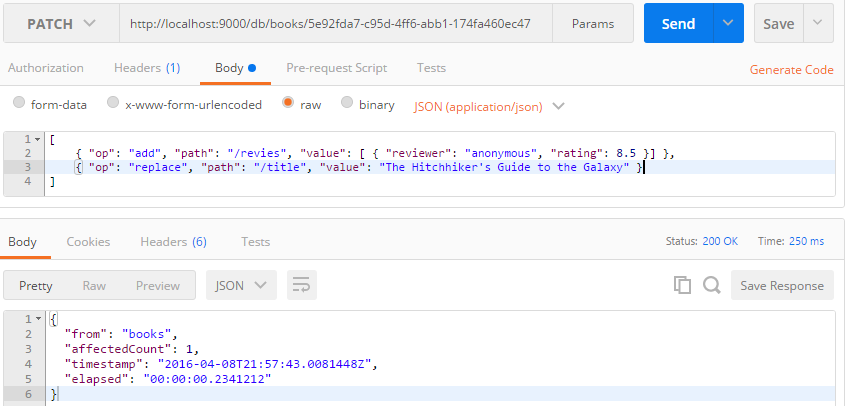 PATCH http://localhost:9000/db/books/5e92fda7-c95d-4ff6-abb1-174fa460ec47 Params Send Save
Authorization Headers (1) Body Pre-request Script Tests Generate Code
form-data x-www-form-urlencoded raw binary JSON (application/json)
1 [
2 { "op": "add", "path": "/revies", "value": [ { "reviewer": "anonymous", "rating": 8.5 }] },
3 { "op": "replace", "path": "/title", "value": "The Hitchhiker's Guide to the Galaxy" }
4 ]
Body Cookies Headers (6) Tests Status: 200 OK Time: 250 ms
Pretty Raw Preview JSON Save Response
1 {
2 "from": "books",
3 "affectedCount": 1,
4 "timestamp": "2016-04-08T21:57:43.0081448Z",
5 "elapsed": "00:00:00.2341212"
6 }